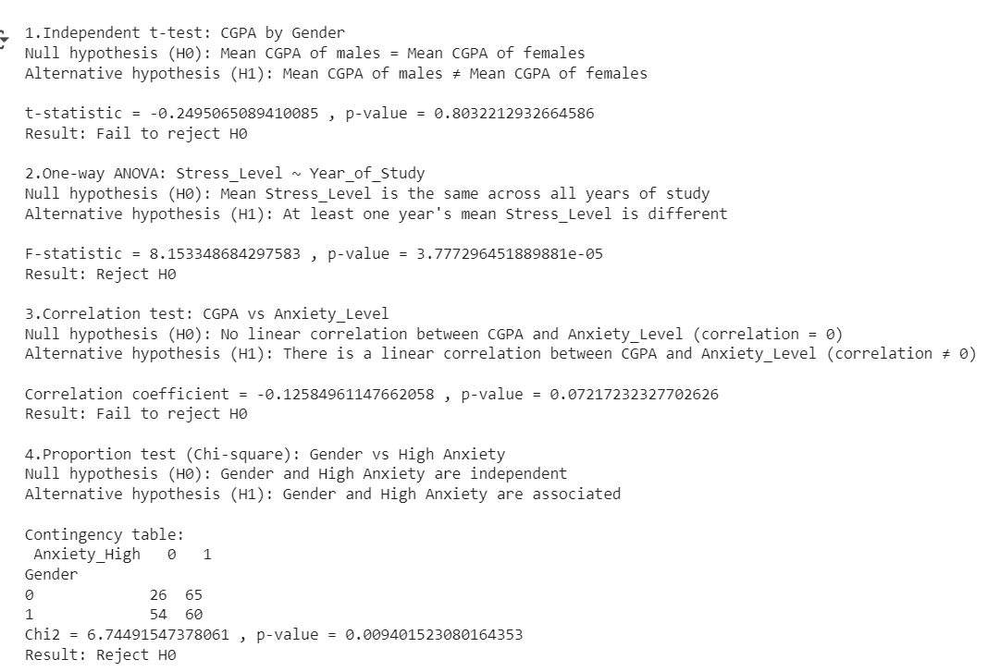 1.Independent t-test: CGPA by Gender
Null hypothesis (H0): Mean CGPA of males = Mean CGPA of females
Alternative hypothesis (H1): Mean CGPA of males ≠ Mean CGPA of females
t-statistic = -0.2495065089410085 , p-value = 0.8032212932664586
Result: Fail to reject H0
2.One-way ANOVA: Stress_Level ~ Year_of_Study
Null hypothesis (H0): Mean Stress_Level is the same across all years of study
Alternative hypothesis (H1): At least one year's mean Stress_Level is different
F-statistic = 8.153348684297583 , p-value = 3.777296451889881e-05
Result: Reject H0
3.Correlation test: CGPA vs Anxiety_Level
Null hypothesis (H0): No linear correlation between CGPA and Anxiety_Level (correlation = 0)
Alternative hypothesis (H1): There is a linear correlation between CGPA and Anxiety_Level (correlation ≠ 0)
Correlation coefficient = -0.12584961147662058 , p-value = 0.07217232327702626
Result: Fail to reject H0
4.Proportion test (Chi-square): Gender vs High Anxiety
Null hypothesis (H0): Gender and High Anxiety are independent
Alternative hypothesis (H1): Gender and High Anxiety are associated
Contingency table:
Anxiety_High 0 1
Gender
0 26 65
1 54 60
Chi2 = 6.74491547378061 , p-value = 0.009401523080164353
Result: Reject H0